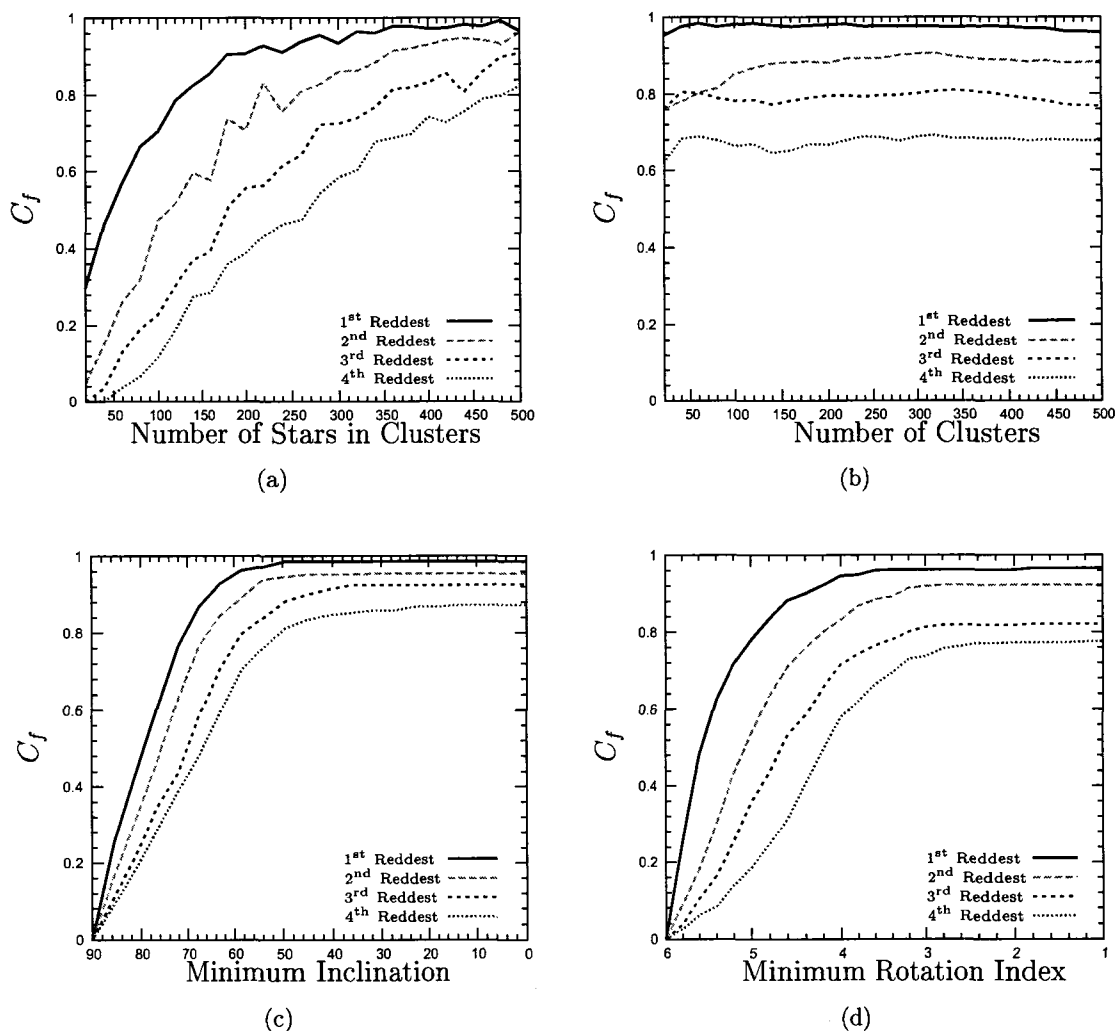 1
0.8
0.6
0.4
0.2
0
C_f
1st Reddest
2nd Reddest
3rd Reddest
4th Reddest
50 100 150 200 250 300 350 400 450 500
Number of Stars in Clusters
(a)
1
0.8
0.6
0.4
0.2
0
C_f
1st Reddest
2nd Reddest
3rd Reddest
4th Reddest
50 100 150 200 250 300 350 400 450 500
Number of Clusters
(b)
1
0.8
0.6
0.4
0.2
0
C_f
1st Reddest
2nd Reddest
3rd Reddest
4th Reddest
90 80 70 60 50 40 30 20 10 0
Minimum Inclination
(c)
1
0.8
0.6
0.4
0.2
0
C_f
1st Reddest
2nd Reddest
3rd Reddest
4th Reddest
6 5 4 3 2 1
Minimum Rotation Index
(d)